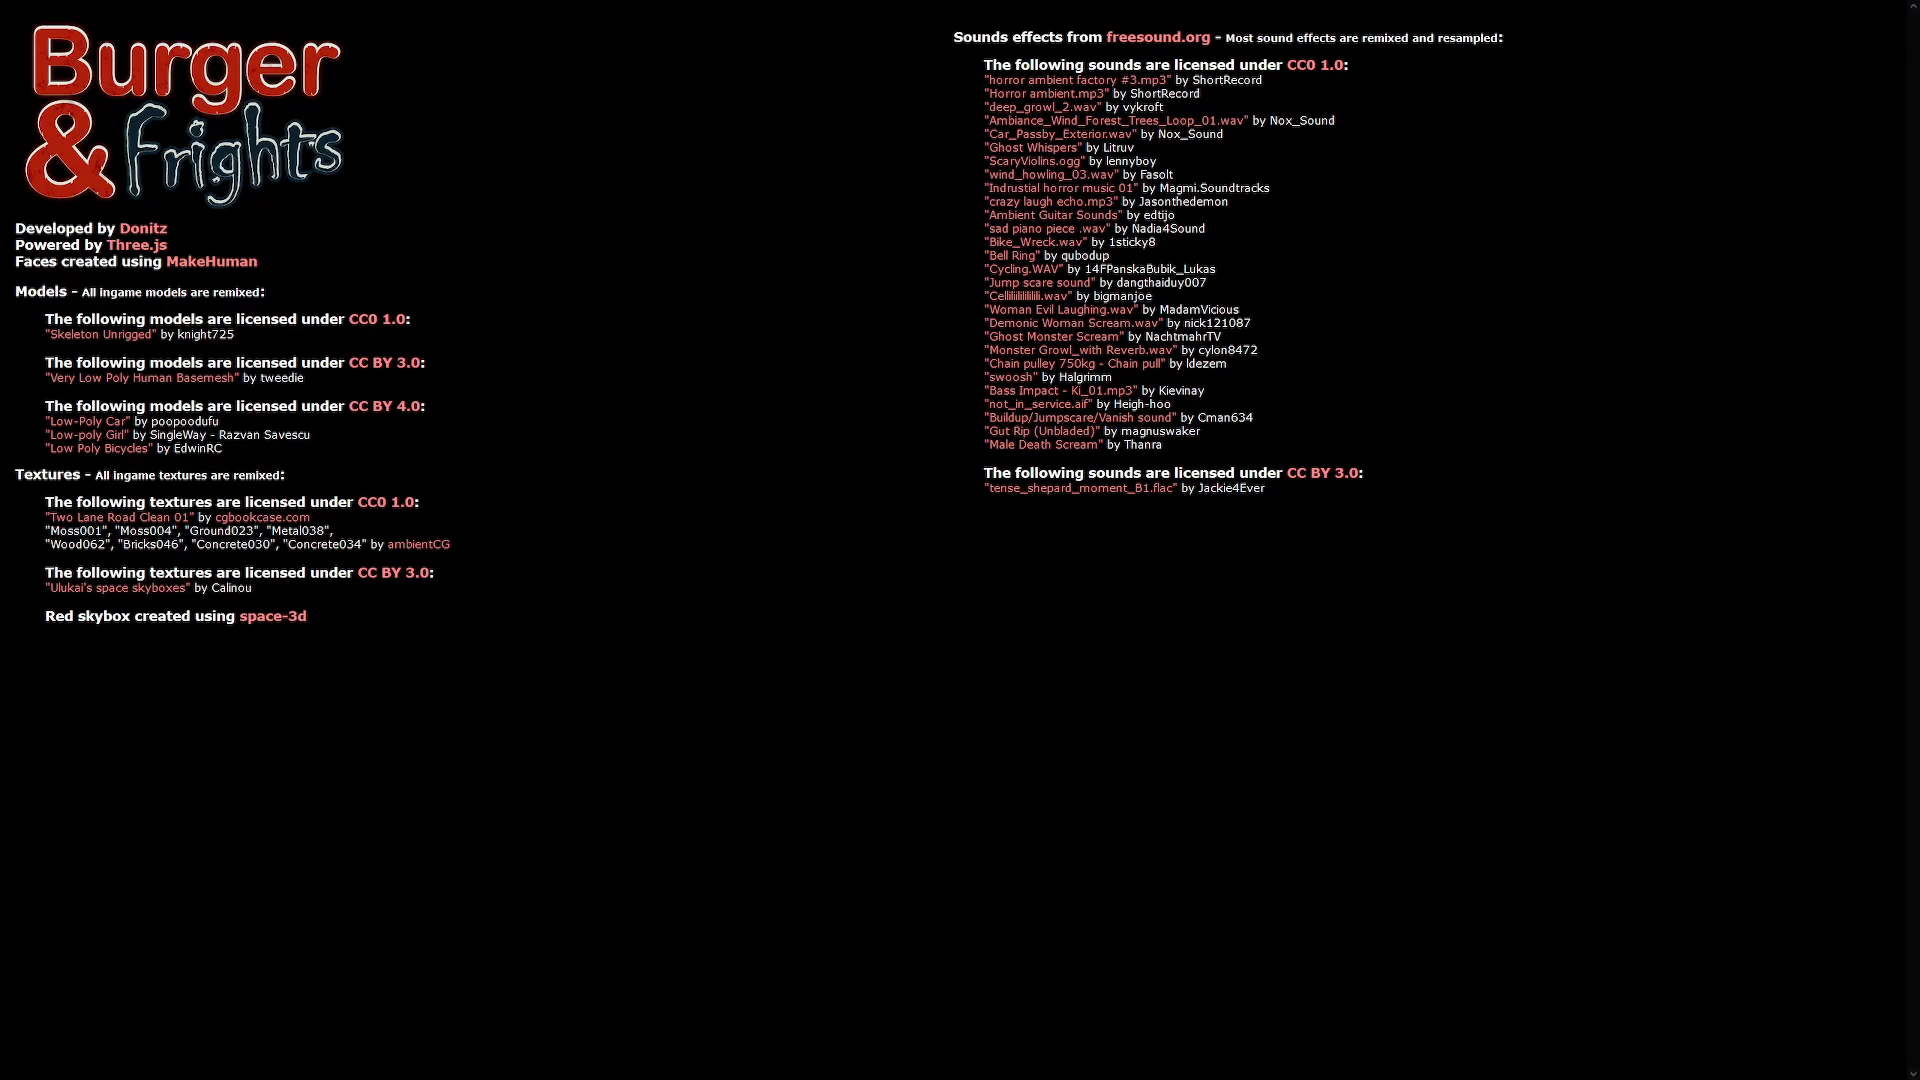 Burger
& Frights
Developed by Donitz
Powered by Three.js
Faces created using MakeHuman
Models - All ingame models are remixed:
The following models are licensed under CC0 1.0:
"Skeleton Unrigged" by knight725
The following models are licensed under CC BY 3.0:
"Very Low Poly Human Basemesh" by tweedie
The following models are licensed under CC BY 4.0:
"Low-Poly Car" by poopoodufu
"Low-poly Girl" by SingleWay - Razvan Savescu
"Low Poly Bicycles" by EdwinRC
Textures - All ingame textures are remixed:
The following textures are licensed under CC0 1.0:
"Two Lane Road Clean 01" by cgbookcase.com
"Moss001", "Moss004", "Ground023", "Metal038",
"Wood062", "Bricks046", "Concrete030", "Concrete034" by ambientCG
The following textures are licensed under CC BY 3.0:
"Ulukai's space skyboxes" by Calinou
Red skybox created using space-3d
Sounds effects from freesound.org - Most sound effects are remixed and resampled:
The following sounds are licensed under CC0 1.0:
"horror ambient factory #3.mp3" by ShortRecord
"Horror ambient.mp3" by ShortRecord
"deep_growl_2.wav" by vykroft
"Ambiance_Wind_Forest_Trees_Loop_01.wav" by Nox_Sound
"Car_Passby_Exterior.wav" by Nox_Sound
"Ghost Whispers" by Litruv
"ScaryViolins.ogg" by lennyboy
"wind_howling_03.wav" by Fasolt
"Indrustial horror music 01" by Magmi.Soundtracks
"crazy laugh echo.mp3" by Jasonthedemon
"Ambient Guitar Sounds" by edtijo
"sad piano piece .wav" by Nadia4Sound
"Bike_Wreck.wav" by 1sticky8
"Bell Ring" by qubodup
"Cycling.WAV" by 14FPanskaBubik_Lukas
"Jump scare sound" by dangthaiduy007
by bigmanjoe
"Woman Evil Laughing.wav" by MadamVicious
"Demonic Woman Scream.wav" by nick121087
"Ghost Monster Scream" by NachtmahrTV
"Monster Growl_with Reverb.wav" by cylon8472
"Chain pulley 750kg - Chain pull" by ldezem
"swoosh" by Halgrimm
"Bass Impact - Ki_01.mp3" by Kievinay
"not_in_service.aif" by Heigh-hoo
"Buildup/Jumpscare/Vanish sound" by Cman634
"Gut Rip (Unbladed)" by magnuswaker
"Male Death Scream" by Thanra
The following sounds are licensed under CC BY 3.0:
"tense_shepard_moment_B1.flac" by Jackie4Ever